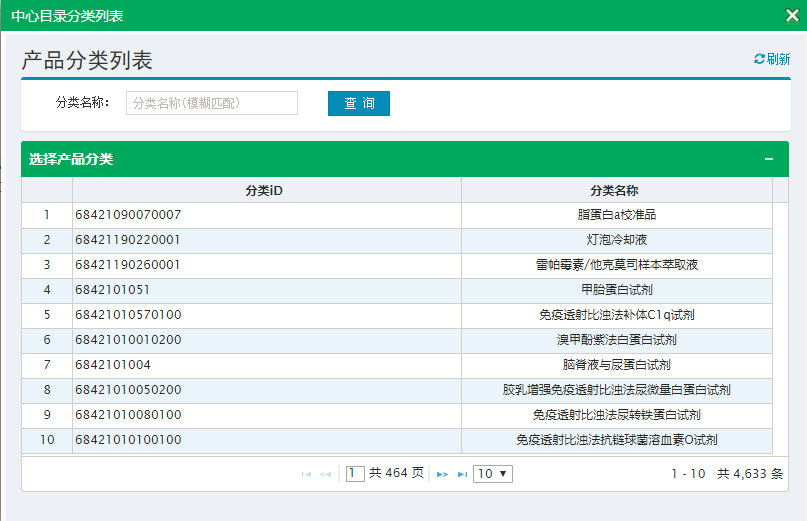 中心目录分类列表
产品分类列表 刷新
分类名称： 分类名称(模糊匹配) 查 询
选择产品分类
分类iD 分类名称
1 68421090070007 脂蛋白a校准品
2 68421190220001 灯泡冷却液
3 68421190260001 雷帕霉素/他克莫司样本萃取液
4 6842101051 甲胎蛋白试剂
5 68421010570100 免疫透射比浊法补体C1q试剂
6 68421010010200 溴甲酚紫法白蛋白试剂
7 6842101004 脑脊液与尿蛋白试剂
8 68421010050200 胶乳增强免疫透射比浊法尿微量白蛋白试剂
9 68421010080100 免疫透射比浊法尿转铁蛋白试剂
10 68421010100100 免疫透射比浊法抗链球菌溶血素O试剂
1 共 464 页 10 1 - 10 共 4,633 条